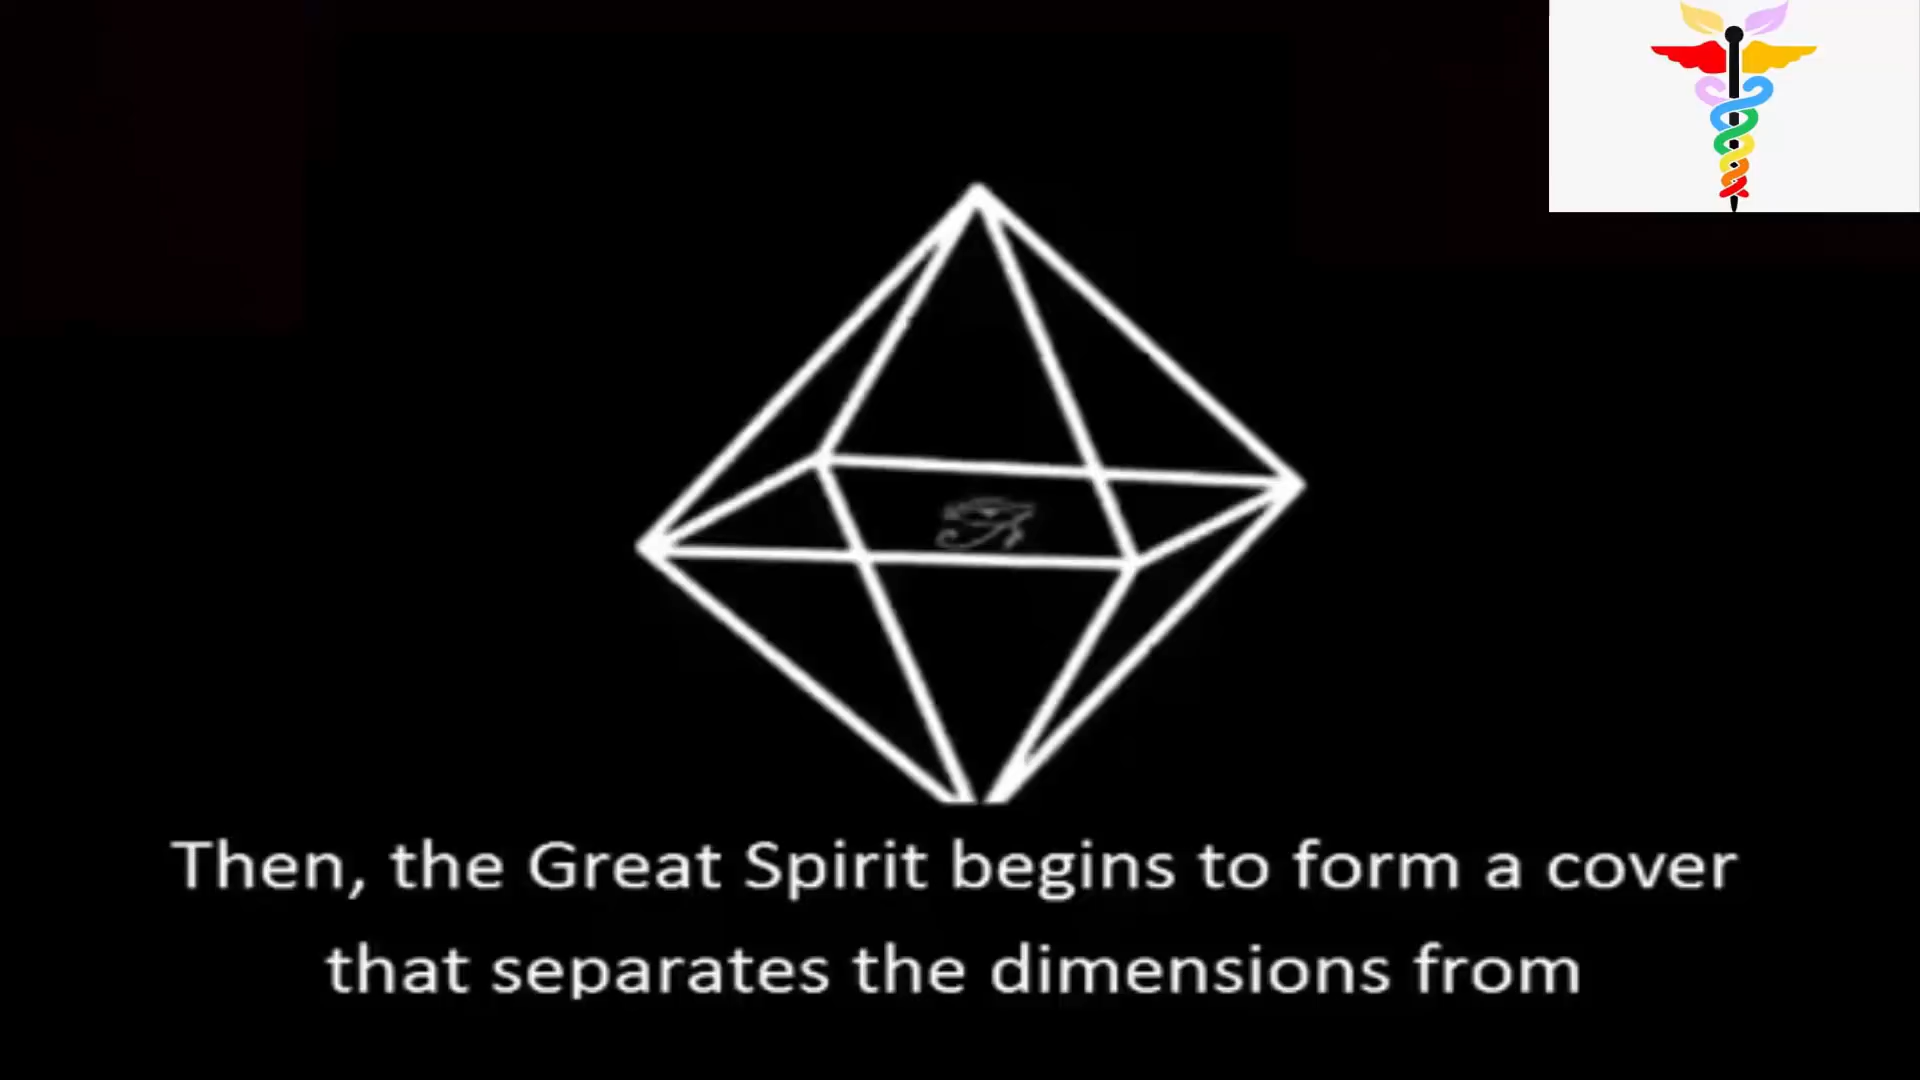 Then, the Great Spirit begins to form a cover
that separates the dimensions from